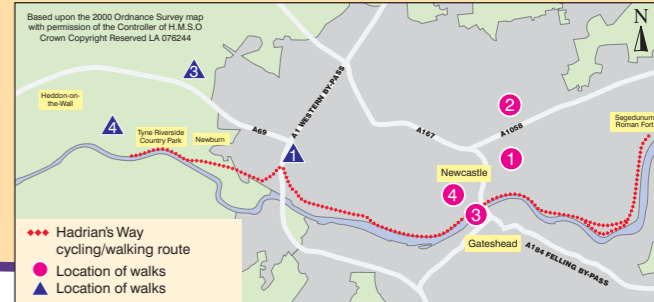 Based upon the 2000 Ordnance Survey map
with permission of the Controller of H.M.S.O
Crown Copyright Reserved LA 076244
N
3
Heddon-on-
the-Wall
A1 WESTERN BY-PASS
2
4
Tyne Riverside
Country Park
Newburn
A69
A167
A1058
Segedunum
Roman Fort
1
1
Newcastle
4
3
Gateshead
A184 FELLING BY-PASS
Hadrian's Way
cycling/walking route
Location of walks
Location of walks